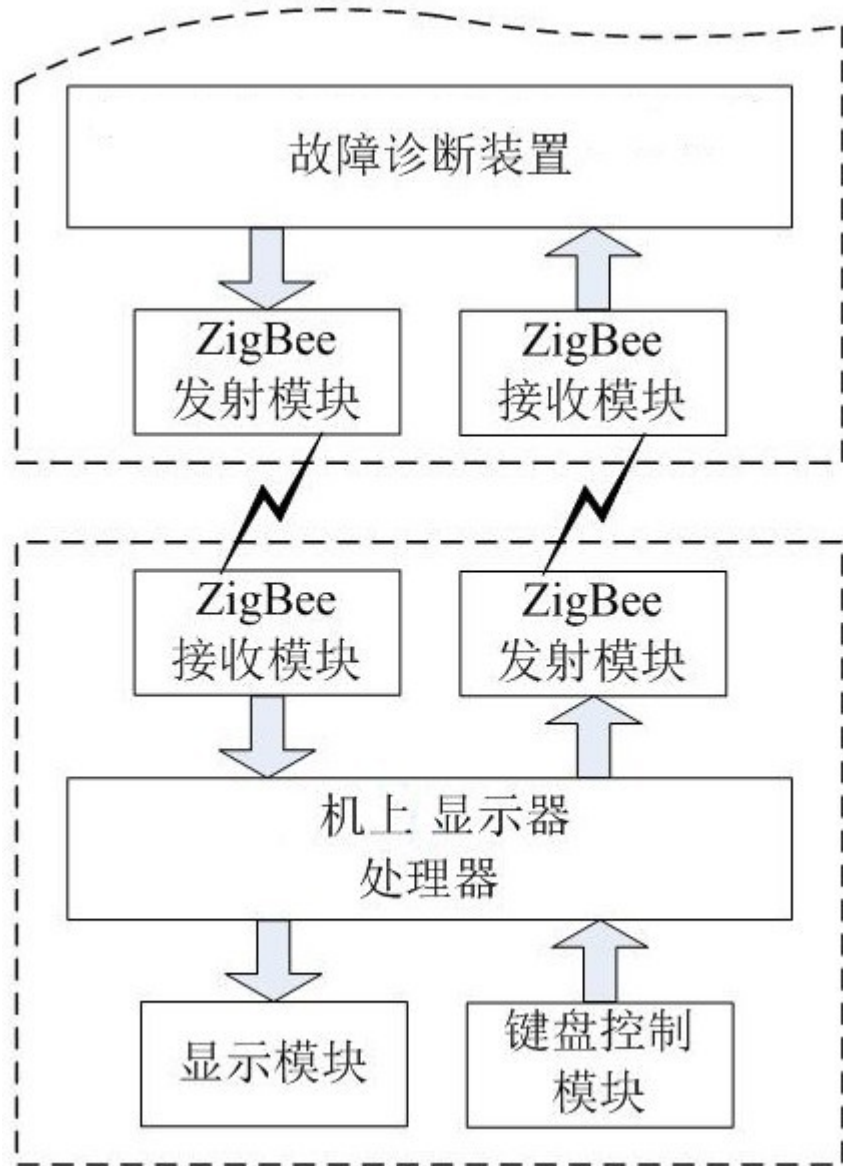 故障诊断装置
ZigBee
发射模块
ZigBee
接收模块
ZigBee
接收模块
ZigBee
发射模块
机上 显示器
处理器
显示模块
键盘控制
模块